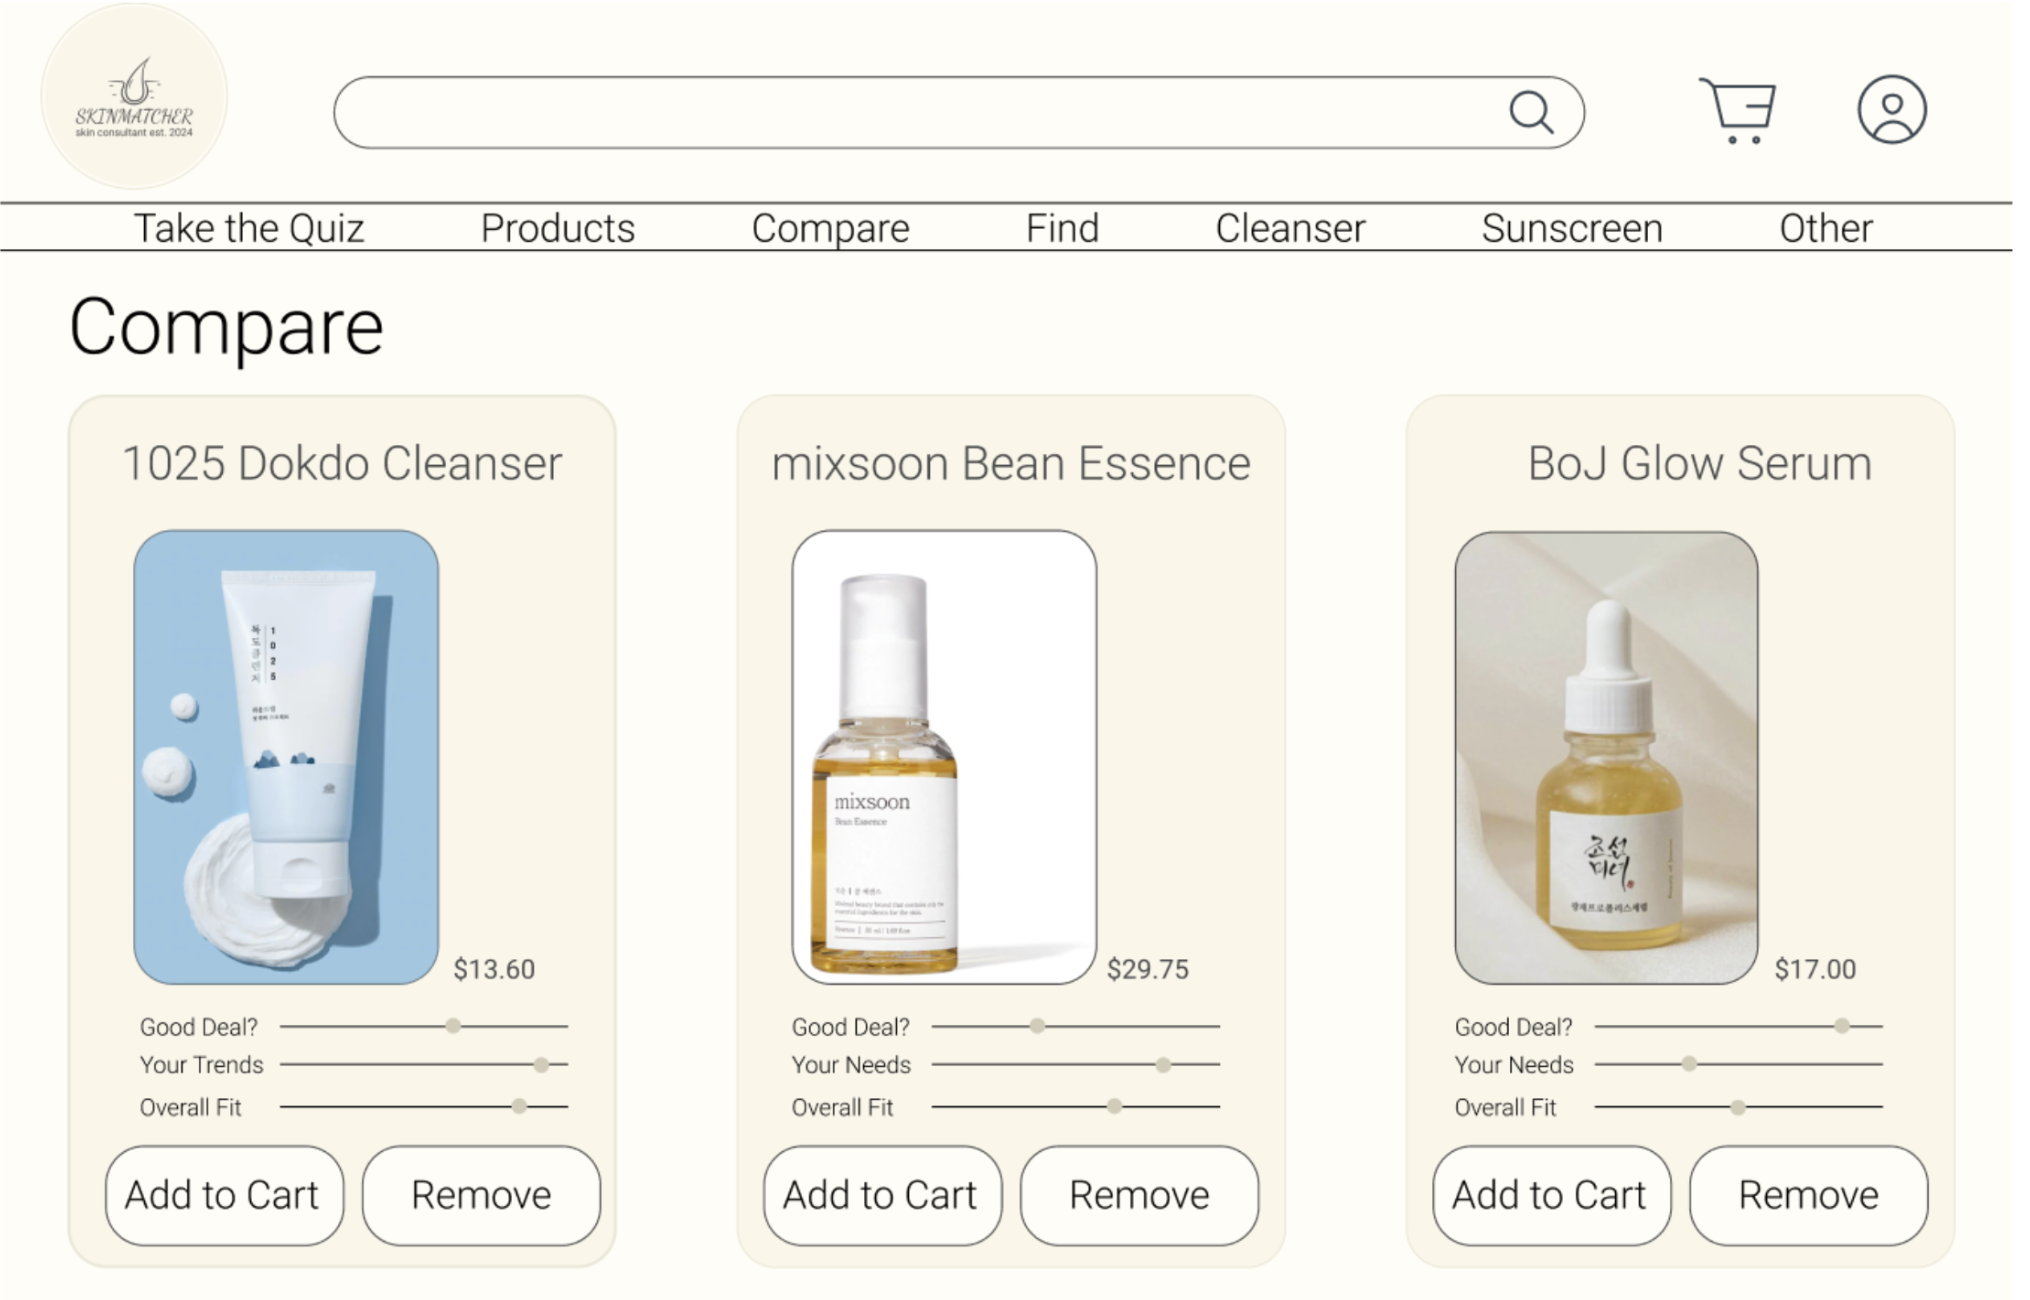 SKINMATCHER
skin consultant est. 2024
Take the Quiz Products Compare Find Cleanser Sunscreen Other
Compare
1025 Dokdo Cleanser
독도클렌저
1025
$13.60
Good Deal?
Your Trends
Overall Fit
Add to Cart Remove
mixsoon Bean Essence
mixsoon
Bean Essence
$29.75
Good Deal?
Your Needs
Overall Fit
Add to Cart Remove
BoJ Glow Serum
조선
미녀
$17.00
Good Deal?
Your Needs
Overall Fit
Add to Cart Remove